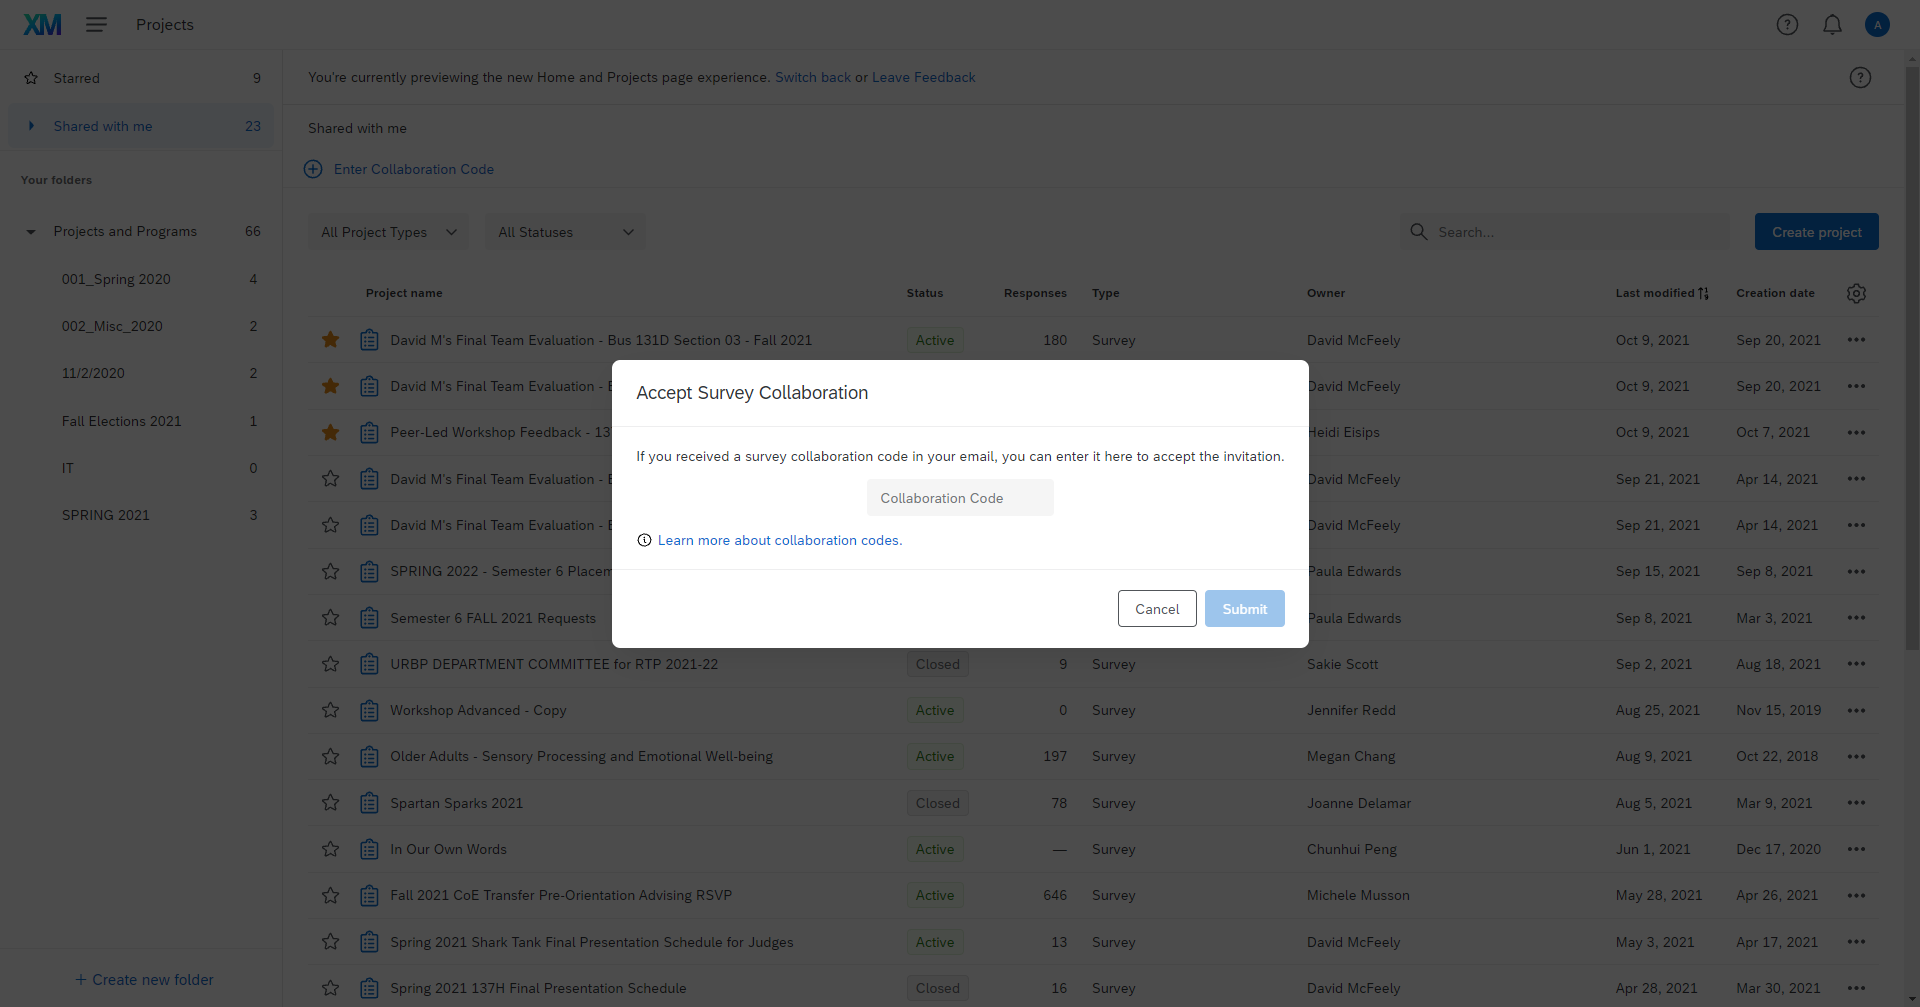 XM Projects A
Starred 9
Shared with me 23
Your folders
Projects and Programs 66
001_Spring 2020 4
002_Misc_2020 2
11/2/2020 2
Fall Elections 2021 1
IT 0
SPRING 2021 3
+ Create new folder
You're currently previewing the new Home and Projects page experience. Switch back or Leave Feedback
Shared with me
Enter Collaboration Code
All Project Types All Statuses Search... Create project
Project name Status Responses Type Owner Last modified Creation date
David M's Final Team Evaluation - Bus 131D Section 03 - Fall 2021 Active 180 Survey David McFeely Oct 9, 2021 Sep 20, 2021
David M's Final Team Evaluation - David McFeely Oct 9, 2021 Sep 20, 2021
Peer-Led Workshop Feedback - 13 Heidi Eisips Oct 9, 2021 Oct 7, 2021
David M's Final Team Evaluation - David McFeely Sep 21, 2021 Apr 14, 2021
David M's Final Team Evaluation - David McFeely Sep 21, 2021 Apr 14, 2021
SPRING 2022 - Semester 6 Placem Paula Edwards Sep 15, 2021 Sep 8, 2021
Semester 6 FALL 2021 Requests Paula Edwards Sep 8, 2021 Mar 3, 2021
URBP DEPARTMENT COMMITTEE for RTP 2021-22 Closed 9 Survey Sakie Scott Sep 2, 2021 Aug 18, 2021
Workshop Advanced - Copy Active 0 Survey Jennifer Redd Aug 25, 2021 Nov 15, 2019
Older Adults - Sensory Processing and Emotional Well-being Active 197 Survey Megan Chang Aug 9, 2021 Oct 22, 2018
Spartan Sparks 2021 Closed 78 Survey Joanne Delamar Aug 5, 2021 Mar 9, 2021
In Our Own Words Active — Survey Chunhui Peng Jun 1, 2021 Dec 17, 2020
Fall 2021 CoE Transfer Pre-Orientation Advising RSVP Active 646 Survey Michele Musson May 28, 2021 Apr 26, 2021
Spring 2021 Shark Tank Final Presentation Schedule for Judges Active 13 Survey David McFeely May 3, 2021 Apr 17, 2021
Spring 2021 137H Final Presentation Schedule Closed 16 Survey David McFeely Apr 28, 2021 Mar 30, 2021
Accept Survey Collaboration
If you received a survey collaboration code in your email, you can enter it here to accept the invitation.
Collaboration Code
Learn more about collaboration codes.
Cancel Submit